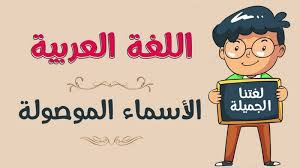 اللغة العربية
الأسماء الموصولة
لغتنا
الجميلة